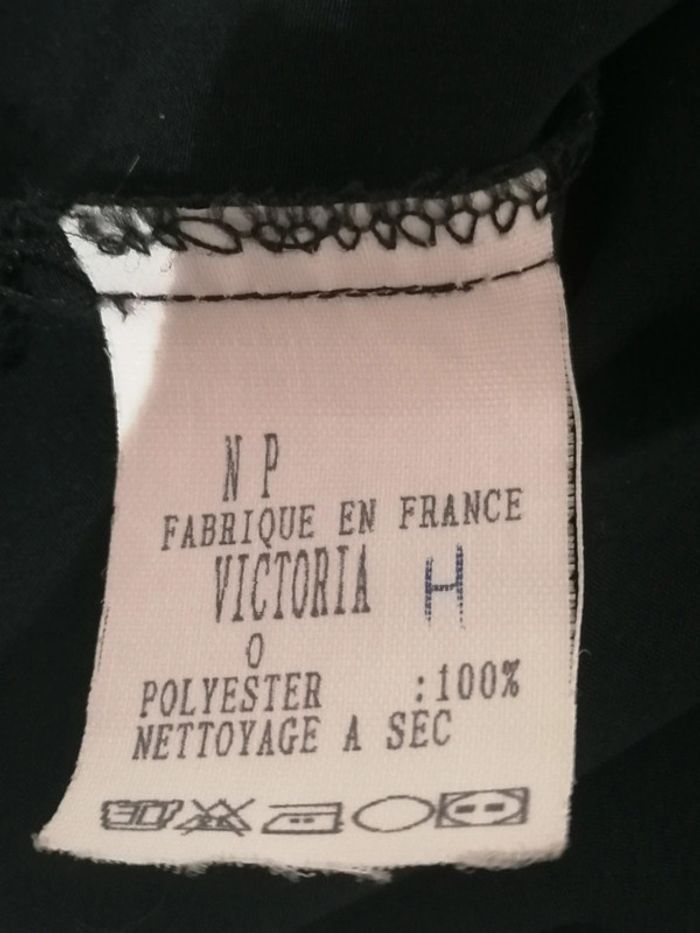 N P
FABRIQUE EN FRANCE
VICTORIA H
0
POLYESTER :100%
NETTOYAGE A SEC